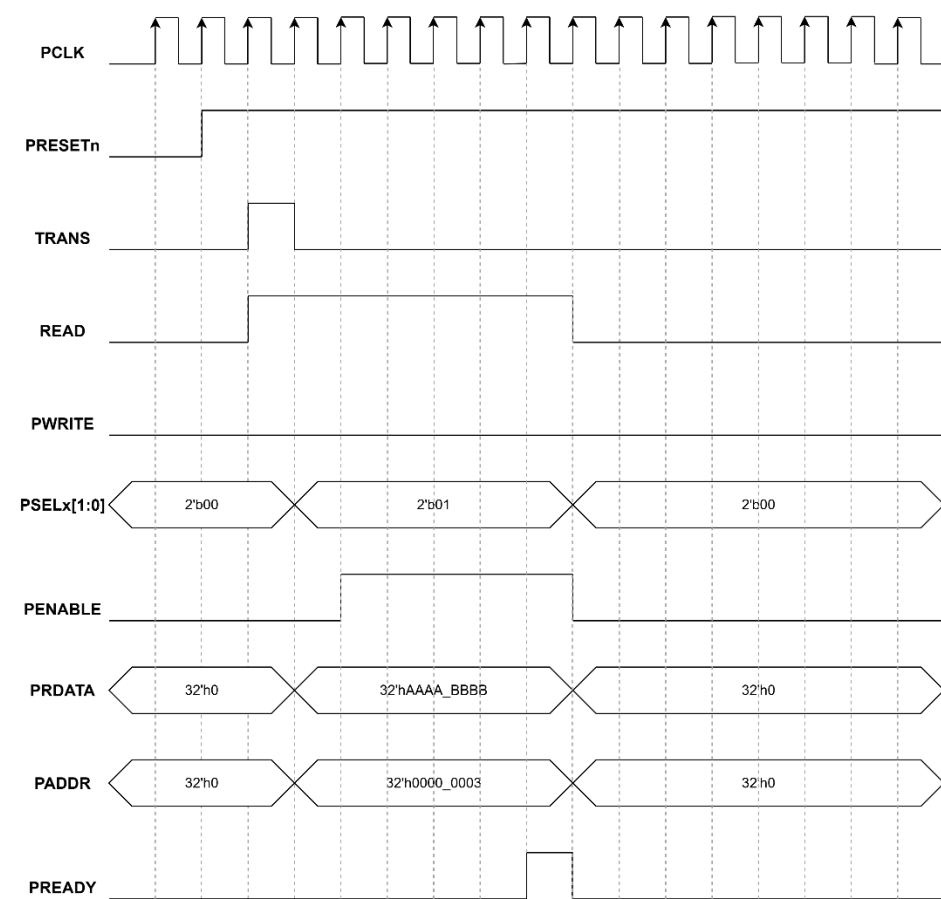 PCLK
PRESETn
TRANS
READ
PWRITE
PSELx[1:0] 2'b00 2'b01 2'b00
PENABLE
PRDATA 32'h0 32'hAAAA_BBBB 32'h0
PADDR 32'h0 32'h0000_0003 32'h0
PREADY